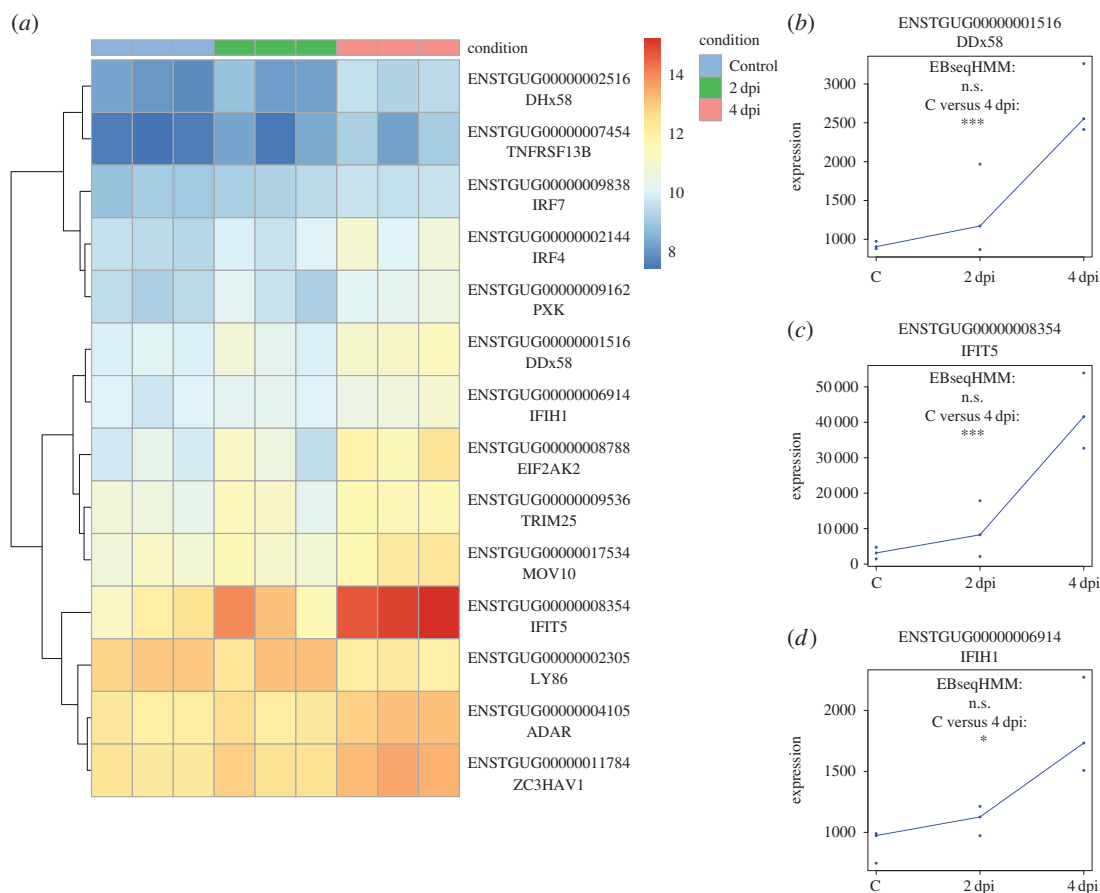 (a)
condition
ENSTGUG00000002516
DHx58
ENSTGUG00000007454
TNFRSF13B
ENSTGUG00000009838
IRF7
ENSTGUG00000002144
IRF4
ENSTGUG00000009162
PXK
ENSTGUG00000001516
DDx58
ENSTGUG00000006914
IFIH1
ENSTGUG00000008788
EIF2AK2
ENSTGUG00000009536
TRIM25
ENSTGUG00000017534
MOV10
ENSTGUG00000008354
IFIT5
ENSTGUG00000002305
LY86
ENSTGUG00000004105
ADAR
ENSTGUG00000011784
ZC3HAV1
14
12
10
8
condition
Control
2 dpi
4 dpi
(b)
ENSTGUG00000001516
DDx58
EBseqHMM:
n.s.
C versus 4 dpi:
***
expression
3000
2500
2000
1500
1000
C
2 dpi
4 dpi
(c)
ENSTGUG00000008354
IFIT5
EBseqHMM:
n.s.
C versus 4 dpi:
***
expression
50 000
40 000
30 000
20 000
10 000
0
C
2 dpi
4 dpi
(d)
ENSTGUG00000006914
IFIH1
EBseqHMM:
n.s.
C versus 4 dpi:
*
expression
2000
1500
1000
C
2 dpi
4 dpi